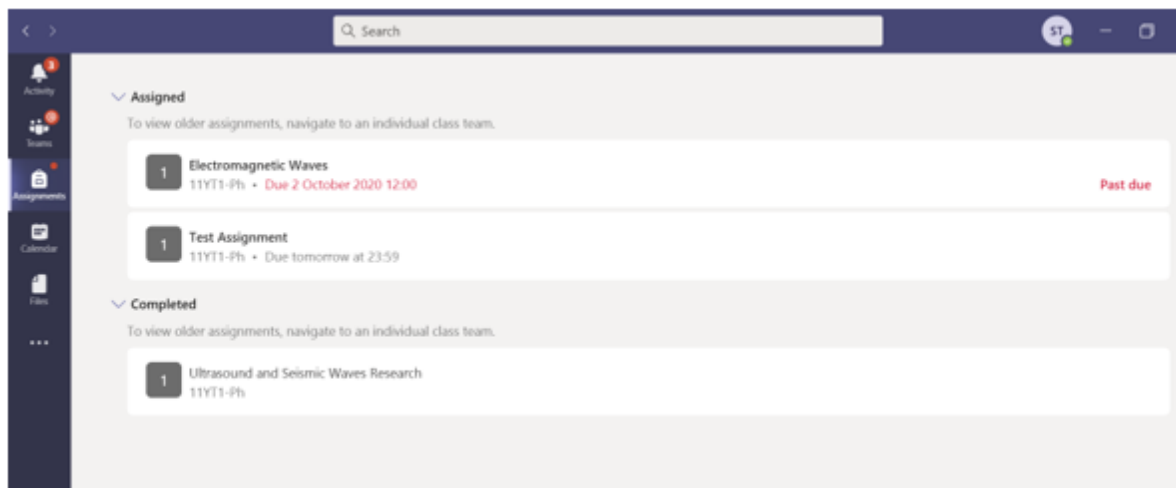 Search
ST
3
Activity
Teams
Assignments
Calendar
Files
Assigned
To view older assignments, navigate to an individual class team.
1
Electromagnetic Waves
11YT1-Ph • Due 2 October 2020 12:00
Past due
1
Test Assignment
11YT1-Ph • Due tomorrow at 23:59
Completed
To view older assignments, navigate to an individual class team.
1
Ultrasound and Seismic Waves Research
11YT1-Ph